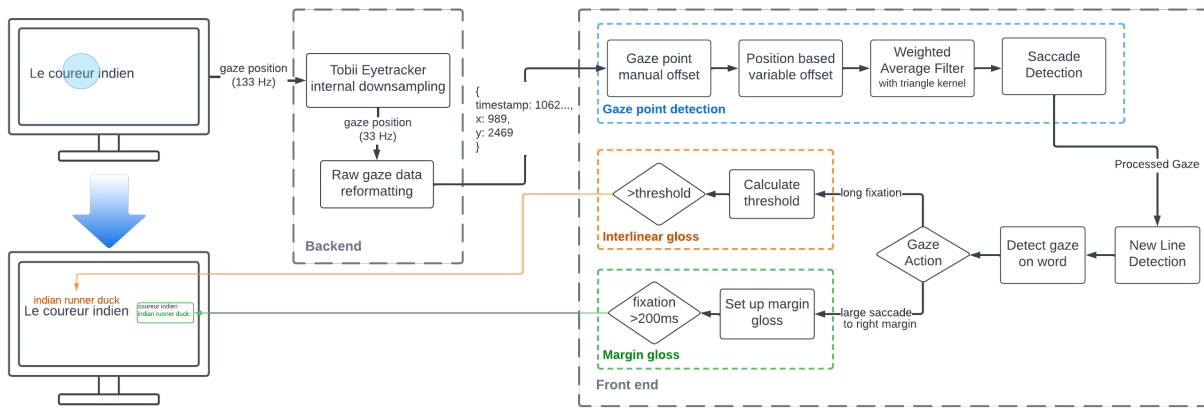 Le coureur indien
gaze position
(133 Hz)
Tobii Eyetracker
internal downsampling
gaze position
(33 Hz)
Raw gaze data
reformatting
Backend
{
timestamp: 1062...,
x: 989,
y: 2469
}
Gaze point
manual offset
Position based
variable offset
Weighted
Average Filter
with triangle kernel
Saccade
Detection
Gaze point detection
Processed Gaze
New Line
Detection
Detect gaze
on word
Gaze
Action
long fixation
Calculate
threshold
>threshold
Interlinear gloss
large saccade
to right margin
Set up margin
gloss
fixation
>200ms
Margin gloss
Front end
indian runner duck
Le coureur indien
coureur indien
indian runner duck